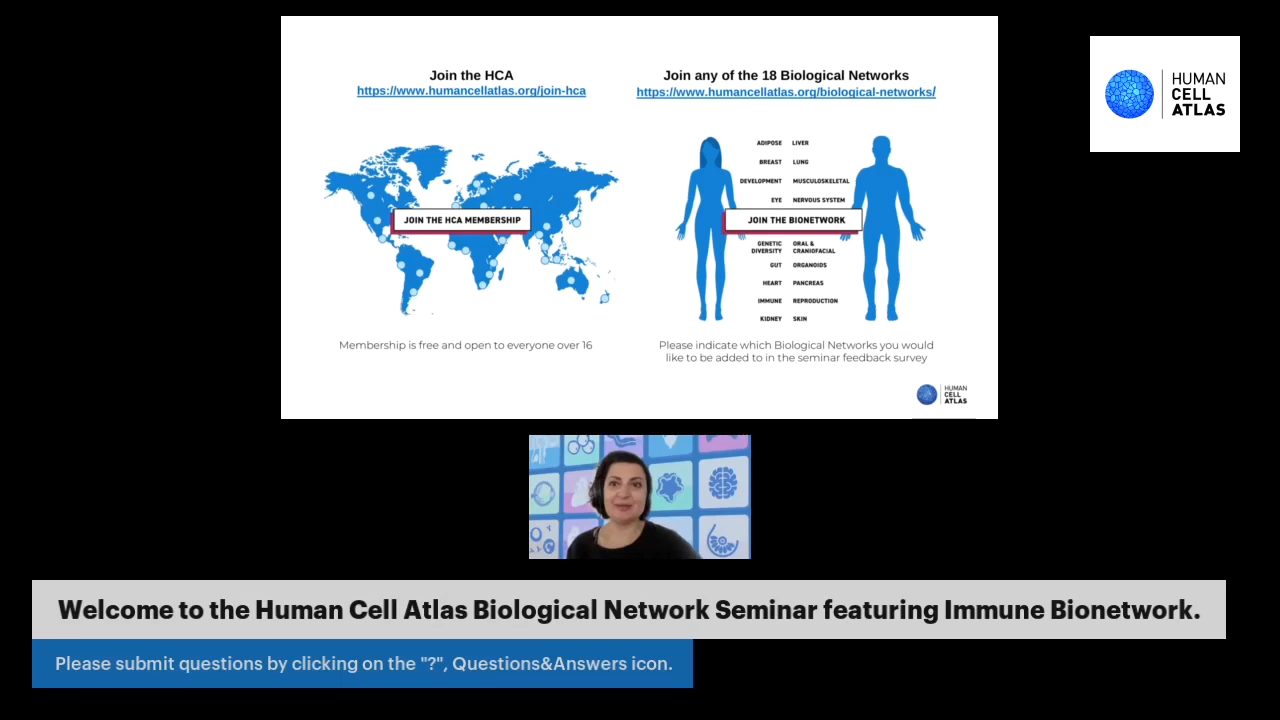 Join the HCA
https://www.humancellatlas.org/join-hca
JOIN THE HCA MEMBERSHIP
Membership is free and open to everyone over 16
Join any of the 18 Biological Networks
https://www.humancellatlas.org/biological-networks/
ADIPOSE LIVER
BREAST LUNG
DEVELOPMENT MUSCULOSKELETAL
EYE NERVOUS SYSTEM
JOIN THE BIONETWORK
GENETIC ORAL &
DIVERSITY CRANIOFACIAL
GUT ORGANOIDS
HEART PANCREAS
IMMUNE REPRODUCTION
KIDNEY SKIN
Please indicate which Biological Networks you would
like to be added to in the seminar feedback survey
HUMAN
CELL
ATLAS
HUMAN
CELL
ATLAS
Welcome to the Human Cell Atlas Biological Network Seminar featuring Immune Bionetwork.
Please submit questions by clicking on the "?", Questions&Answers icon.